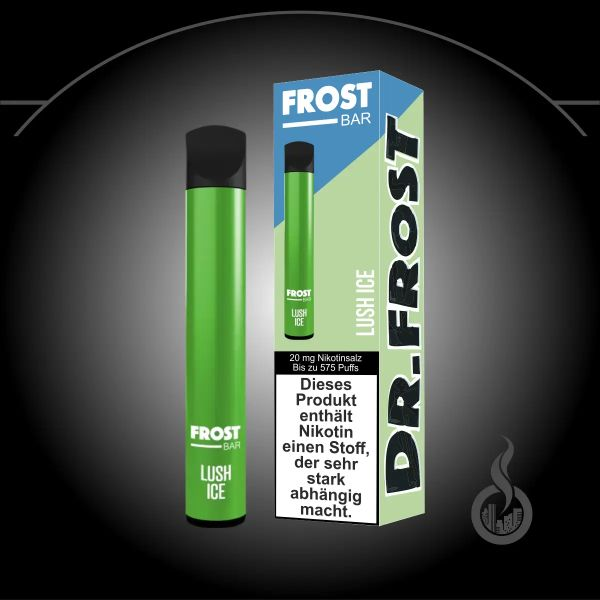 FROST
BAR
LUSH
ICE
FROST
BAR
FROST
BAR
LUSH
ICE
LUSH ICE
20 mg Nikotinsalz
Bis zu 575 Puffs
Dieses
Produkt
enthält
Nikotin
einen Stoff,
der sehr
stark
abhängig
macht.
DR.FROST